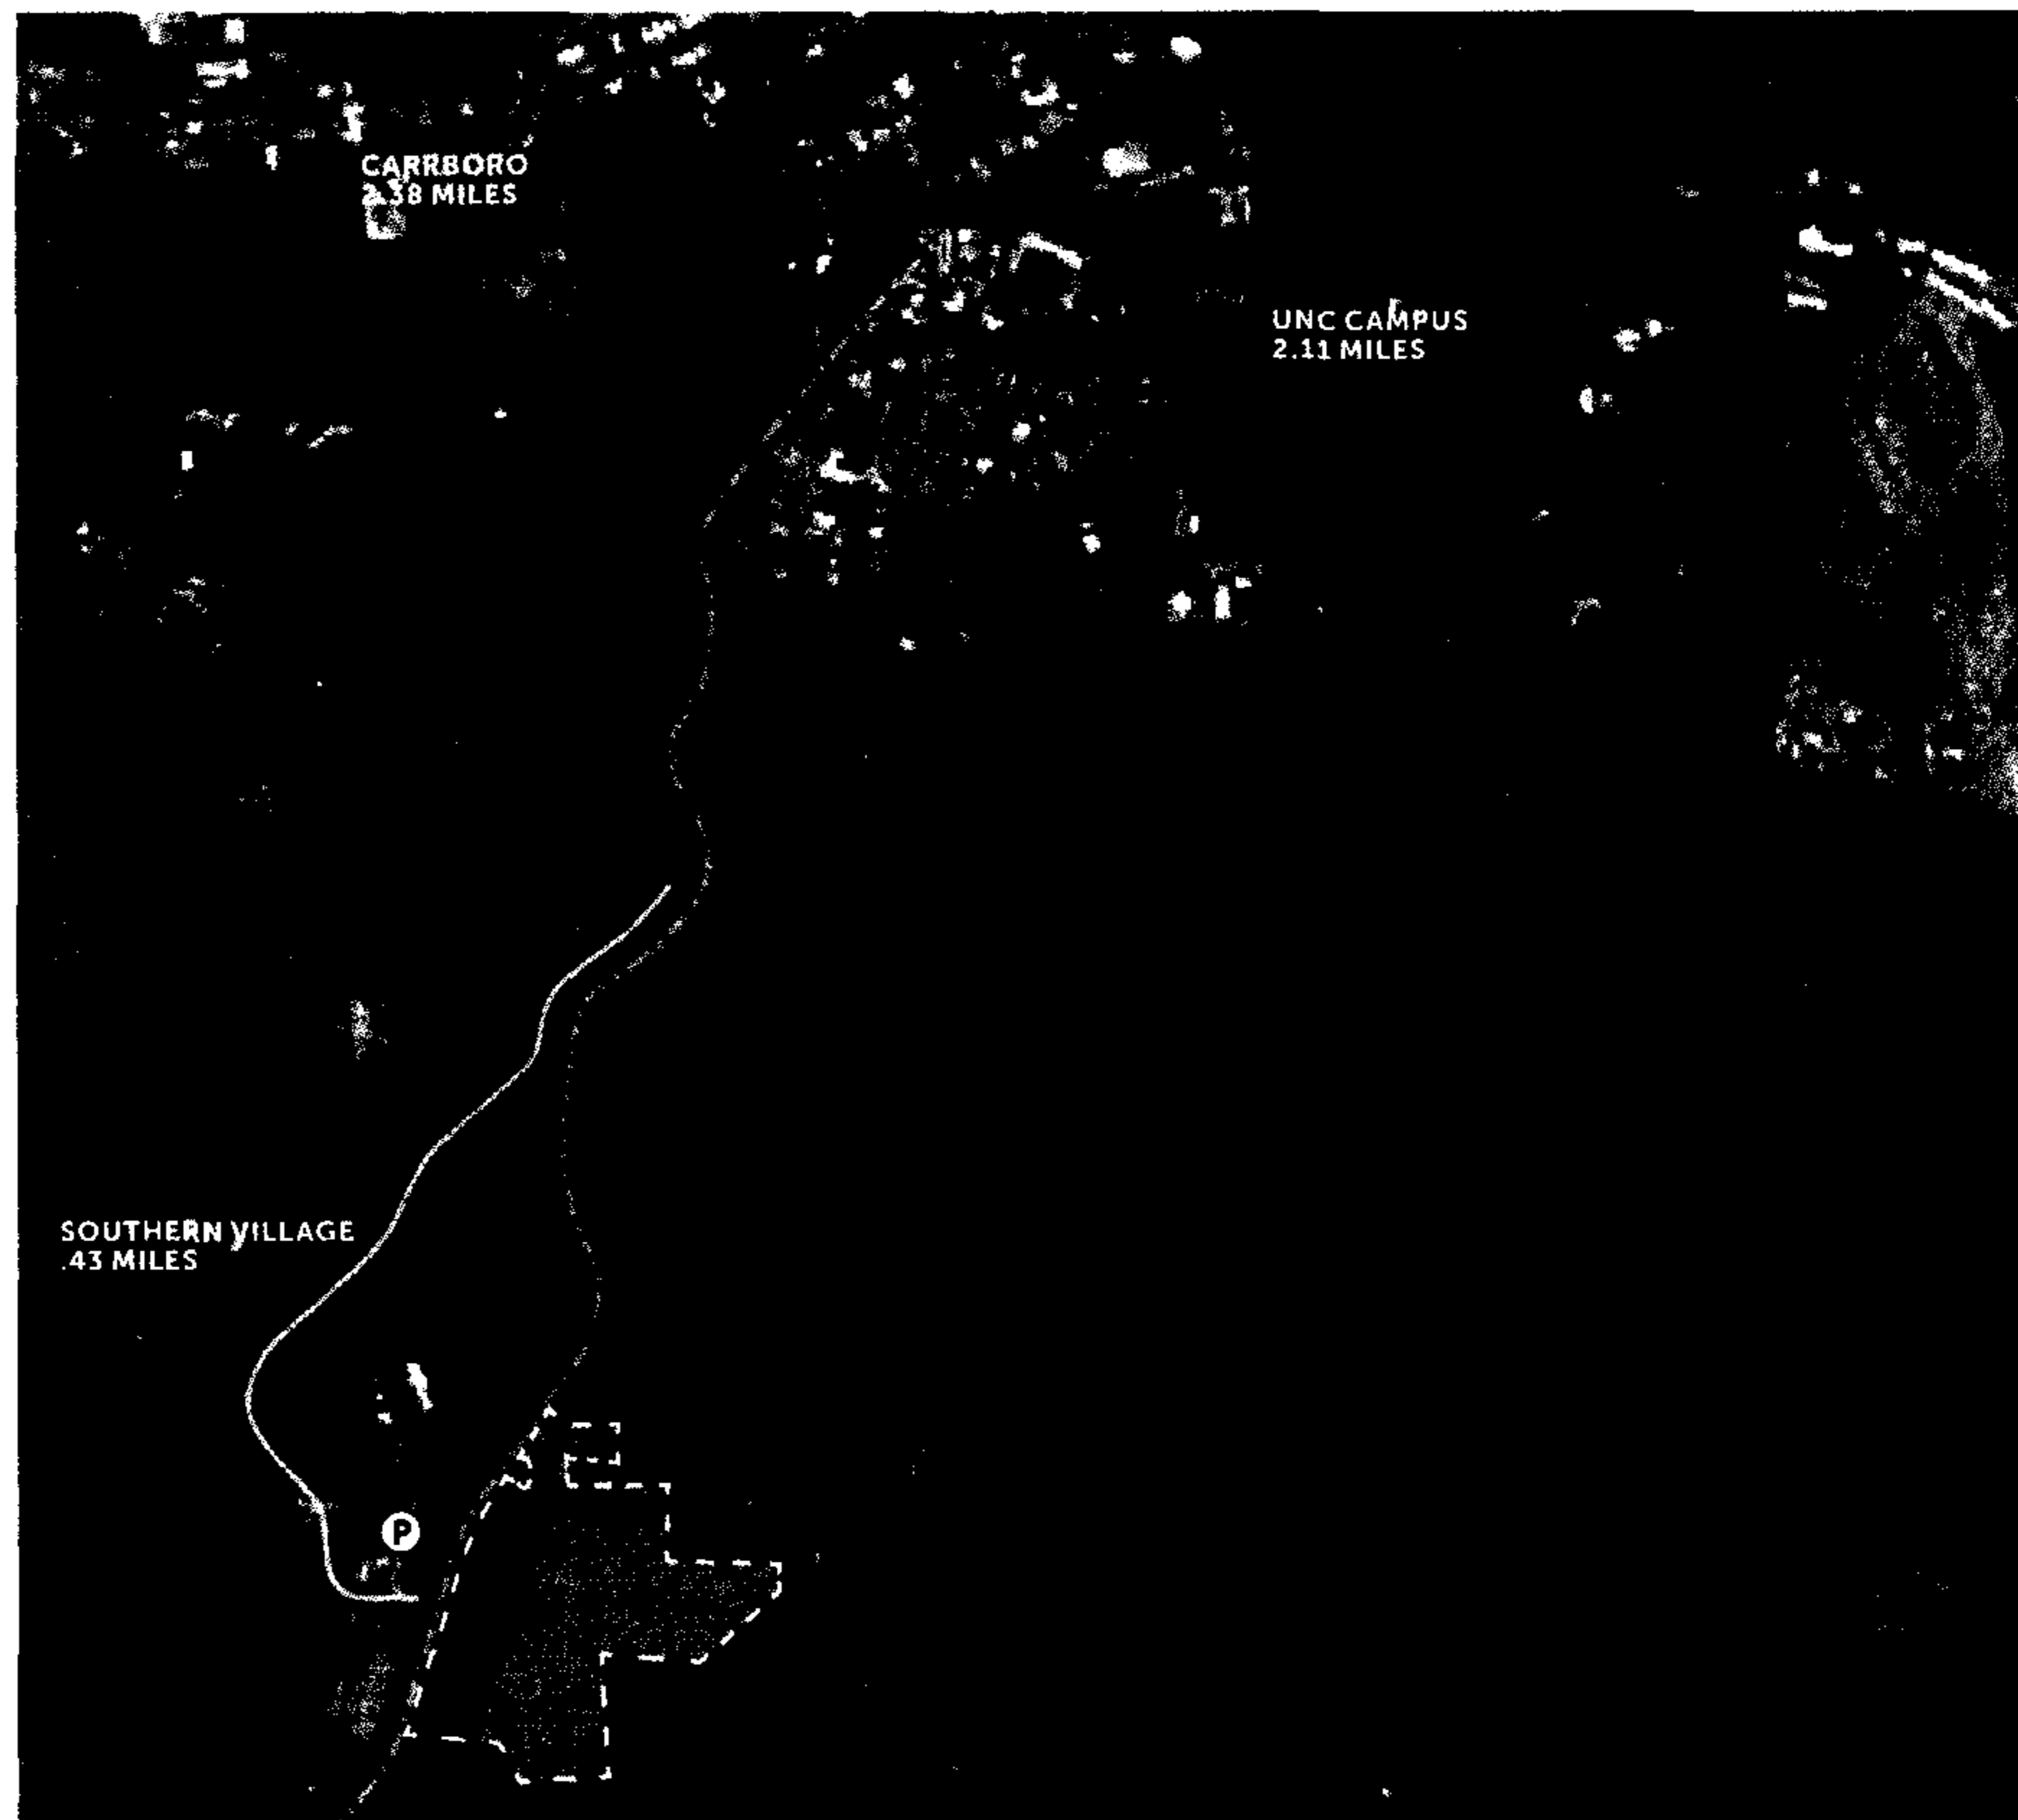 CARRBORO
2.38 MILES
UNC CAMPUS
2.11 MILES
SOUTHERN VILLAGE
.43 MILES
P